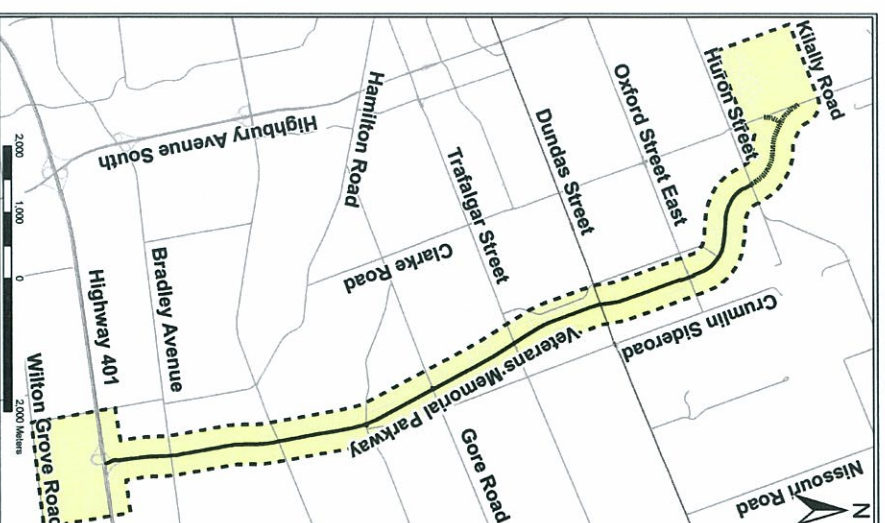 Kilally Road
Huron Street
Oxford Street East
Dundas Street
Trafalgar Street
Hamilton Road
Highbury Avenue South
Clarke Road
Crumlin Sideroad
Veterans Memorial Parkway
Nissouri Road
N
Gore Road
Bradley Avenue
Highway 401
Wilton Grove Road
2,000
1,000
0
2,000 Meters